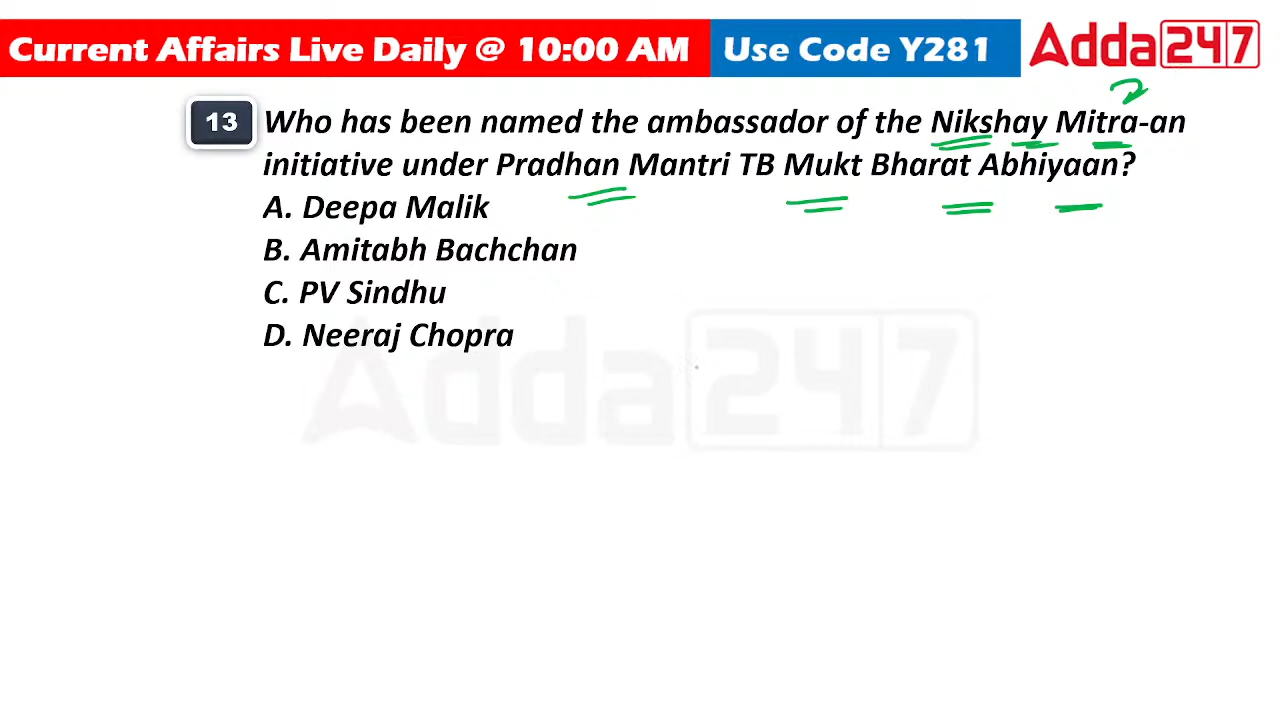 Current Affairs Live Daily @ 10:00 AM Use Code Y281 Adda247
13 Who has been named the ambassador of the Nikshay Mitra-an
initiative under Pradhan Mantri TB Mukt Bharat Abhiyaan?
A. Deepa Malik
B. Amitabh Bachchan
C. PV Sindhu
D. Neeraj Chopra
Adda247